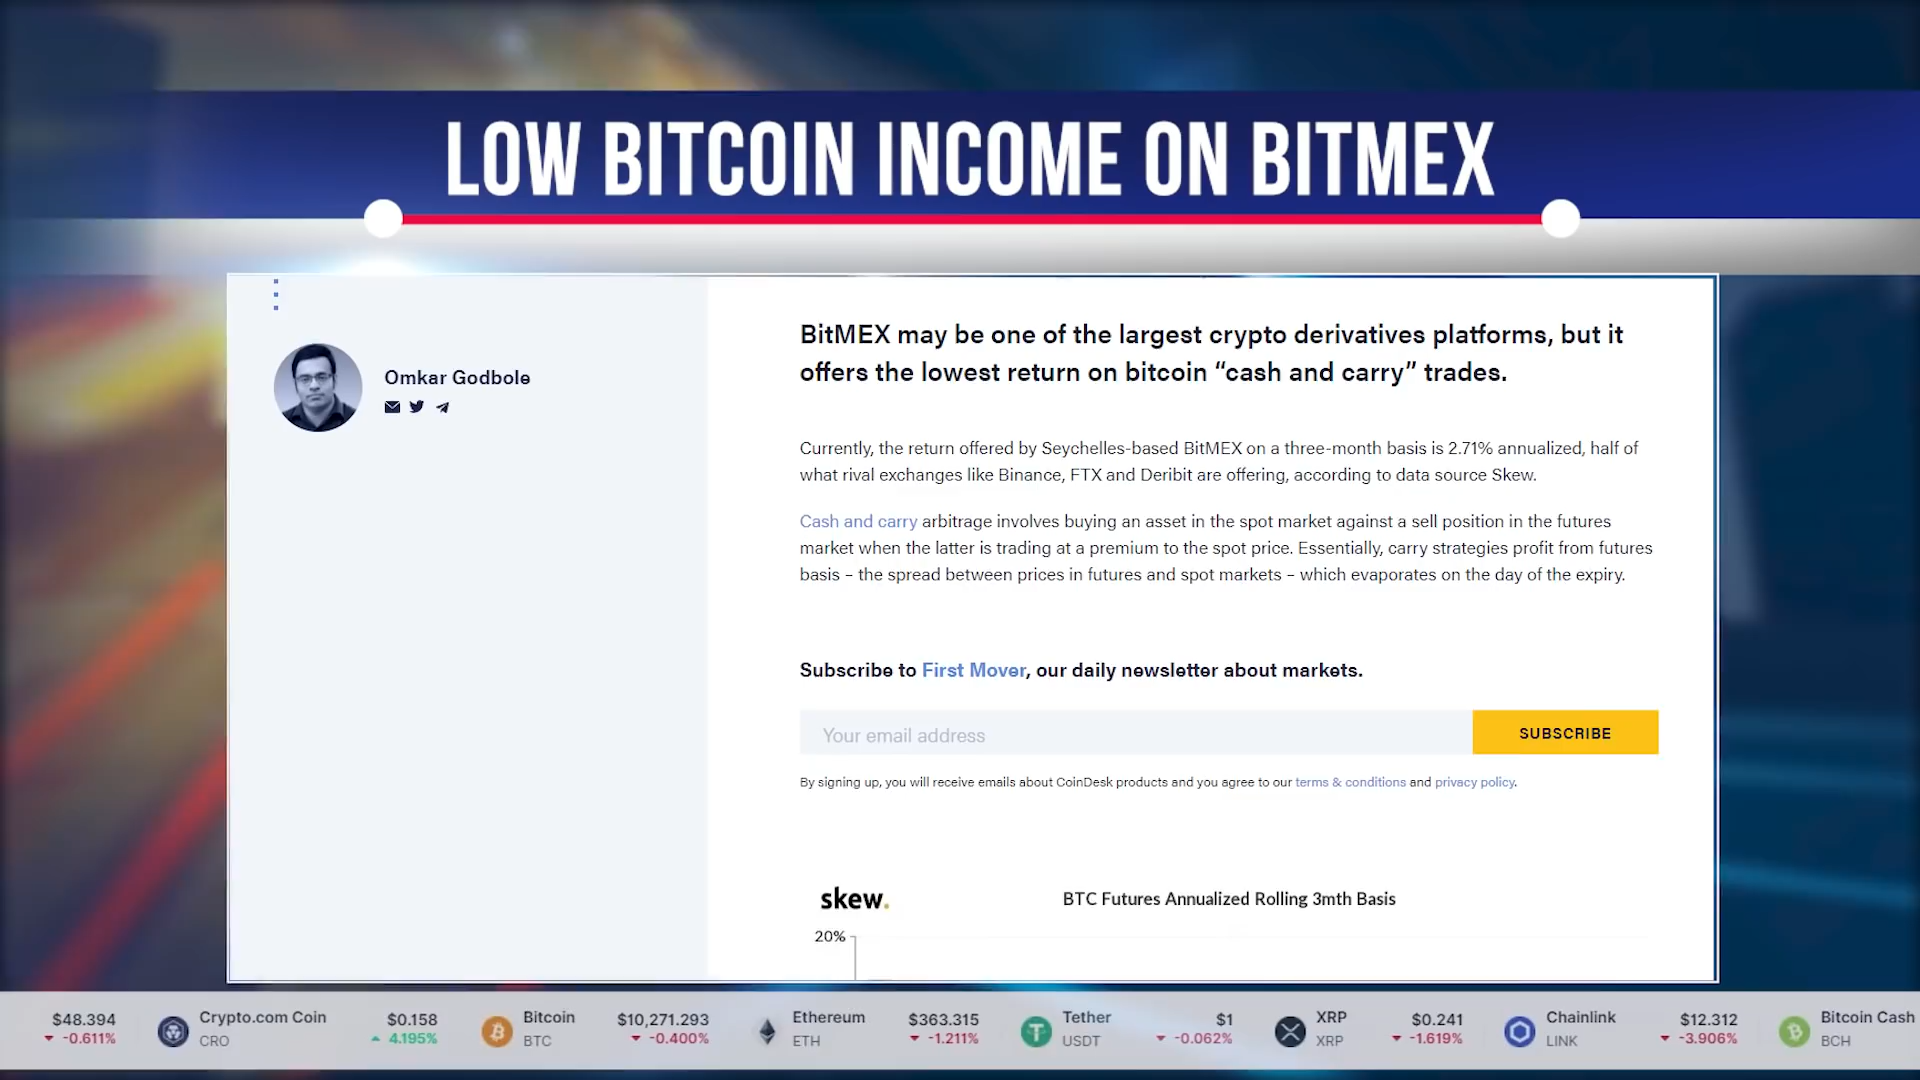 LOW BITCOIN INCOME ON BITMEX
Omkar Godbole
BitMEX may be one of the largest crypto derivatives platforms, but it
offers the lowest return on bitcoin “cash and carry” trades.
Currently, the return offered by Seychelles-based BitMEX on a three-month basis is 2.71% annualized, half of
what rival exchanges like Binance, FTX and Deribit are offering, according to data source Skew.
Cash and carry arbitrage involves buying an asset in the spot market against a sell position in the futures
market when the latter is trading at a premium to the spot price. Essentially, carry strategies profit from futures
basis – the spread between prices in futures and spot markets – which evaporates on the day of the expiry.
Subscribe to First Mover, our daily newsletter about markets.
Your email address
SUBSCRIBE
By signing up, you will receive emails about CoinDesk products and you agree to our terms & conditions and privacy policy.
skew.
BTC Futures Annualized Rolling 3mth Basis
20%
$48.394
-0.611%
Crypto.com Coin
CRO
$0.158
4.195%
Bitcoin
BTC
$10,271.293
-0.400%
Ethereum
ETH
$363.315
-1.211%
Tether
USDT
$1
-0.062%
XRP
XRP
$0.241
-1.619%
Chainlink
LINK
$12.312
-3.906%
Bitcoin Cash
BCH